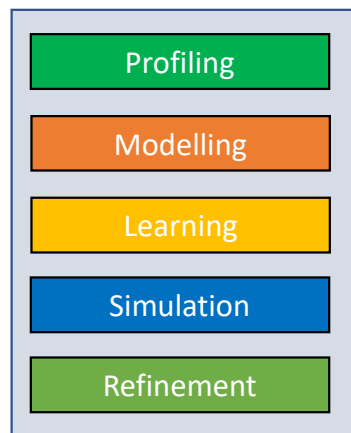 Profiling
Modelling
Learning
Simulation
Refinement